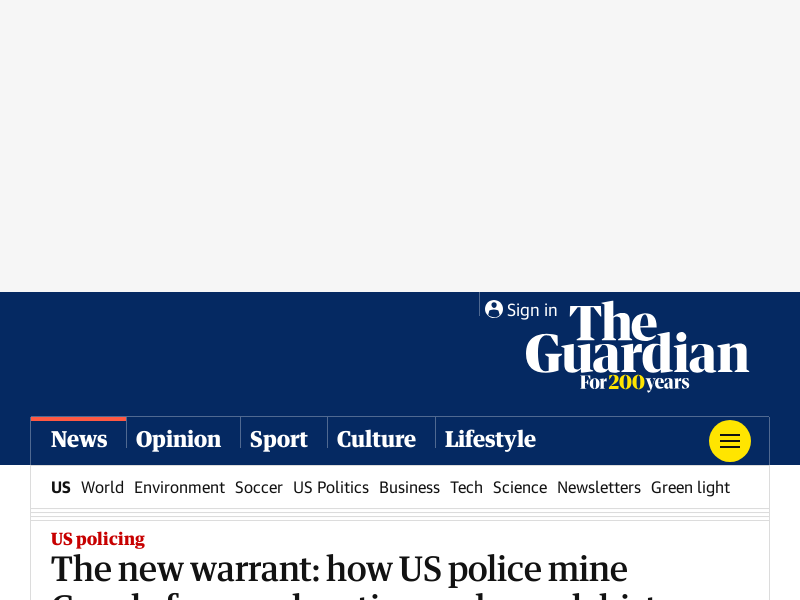 Sign in
The
Guardian
For 200 years
News Opinion Sport Culture Lifestyle
US World Environment Soccer US Politics Business Tech Science Newsletters Green light
US policing
The new warrant: how US police mine